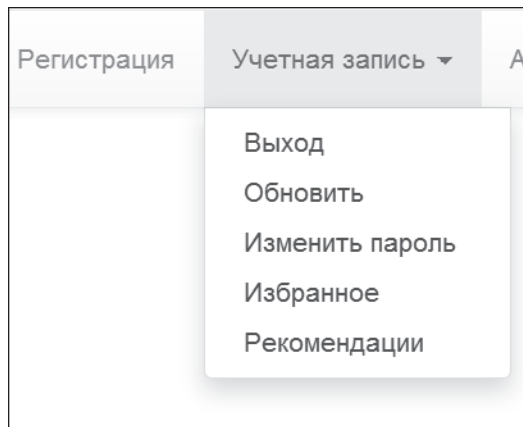 Регистрация Учетная запись А
Выход
Обновить
Изменить пароль
Избранное
Рекомендации